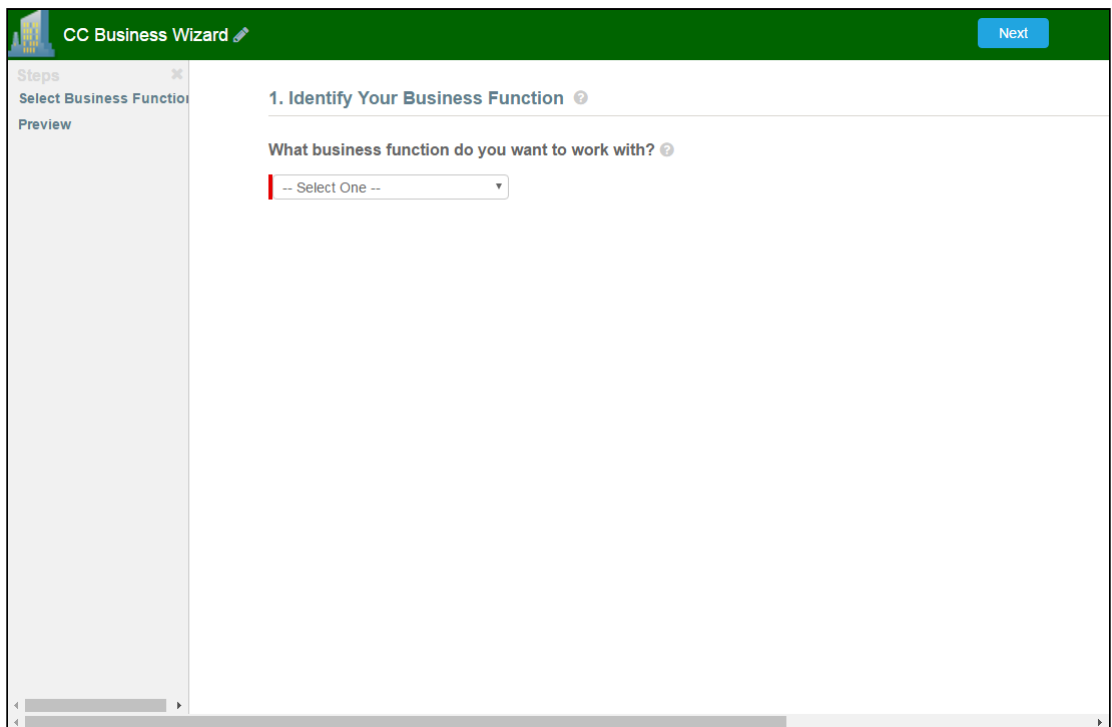 CC Business Wizard
Next
Steps
Select Business Function
Preview
1. Identify Your Business Function
What business function do you want to work with?
-- Select One --